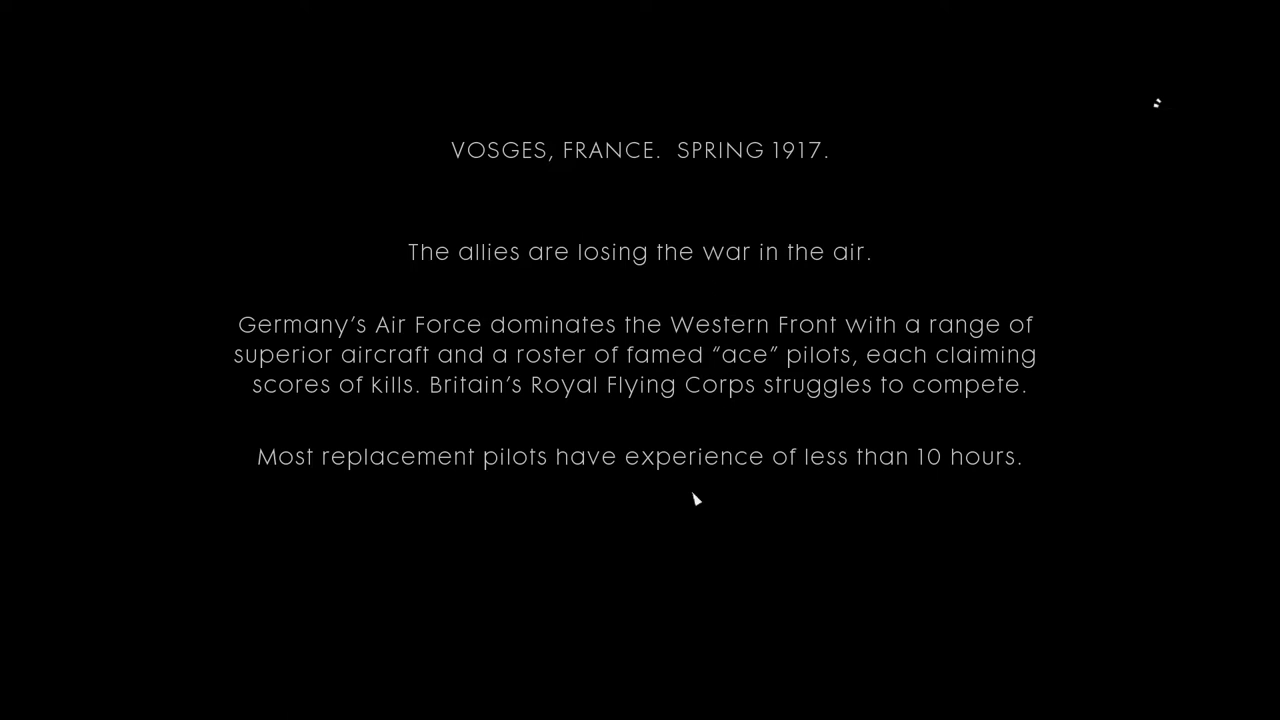 VOSGES, FRANCE. SPRING 1917.
The allies are losing the war in the air.
Germany's Air Force dominates the Western Front with a range of
superior aircraft and a roster of famed “ace” pilots, each claiming
scores of kills. Britain's Royal Flying Corps struggles to compete.
Most replacement pilots have experience of less than 10 hours.